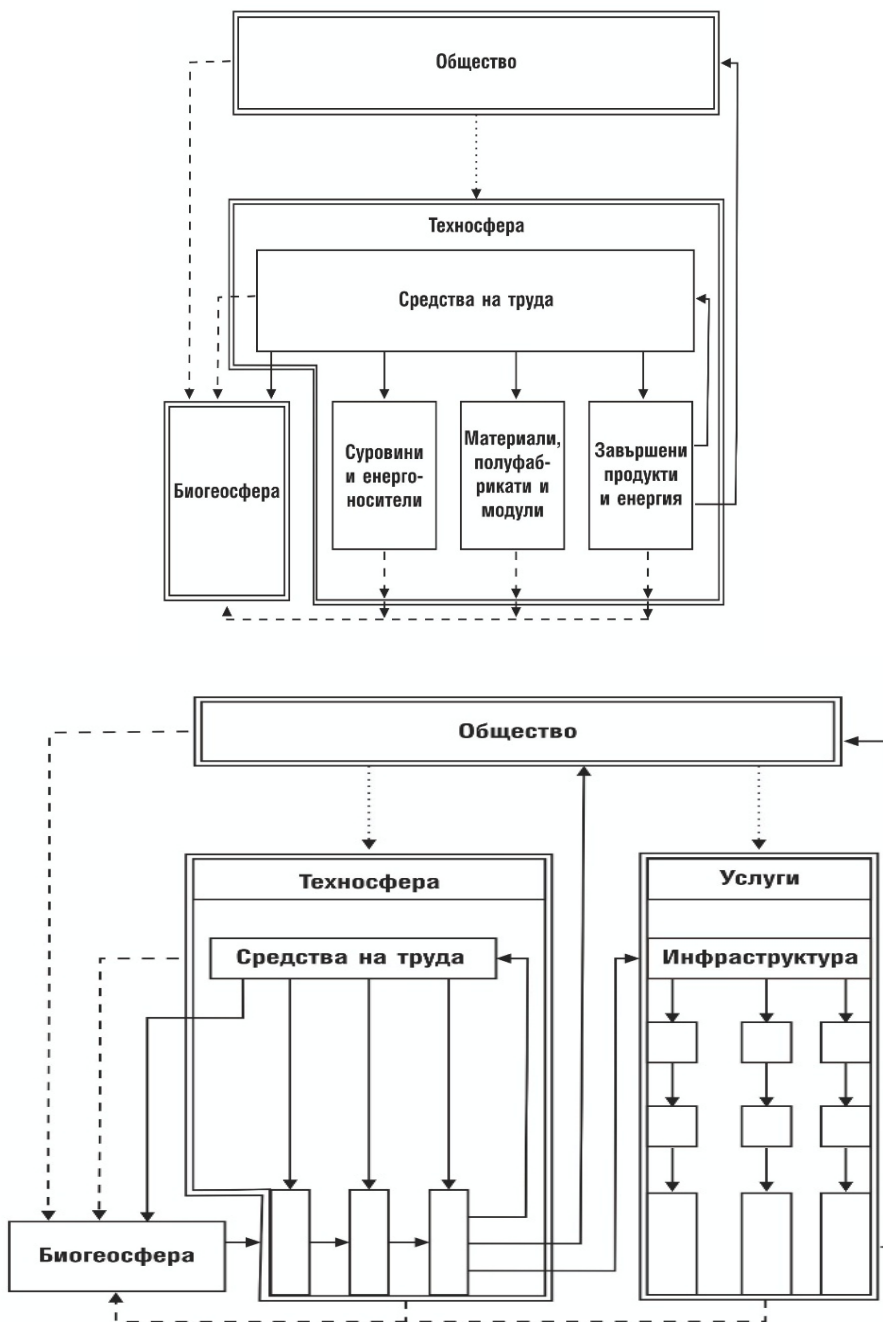 Общество
Техносфера
Средства на труда
Биогеосфера
Суровини
и енерго-
носители
Материали,
полуфаб-
рикати и
модули
Завършени
продукти
и енергия
Общество
Техносфера
Услуги
Средства на труда
Инфраструктура
Биогеосфера